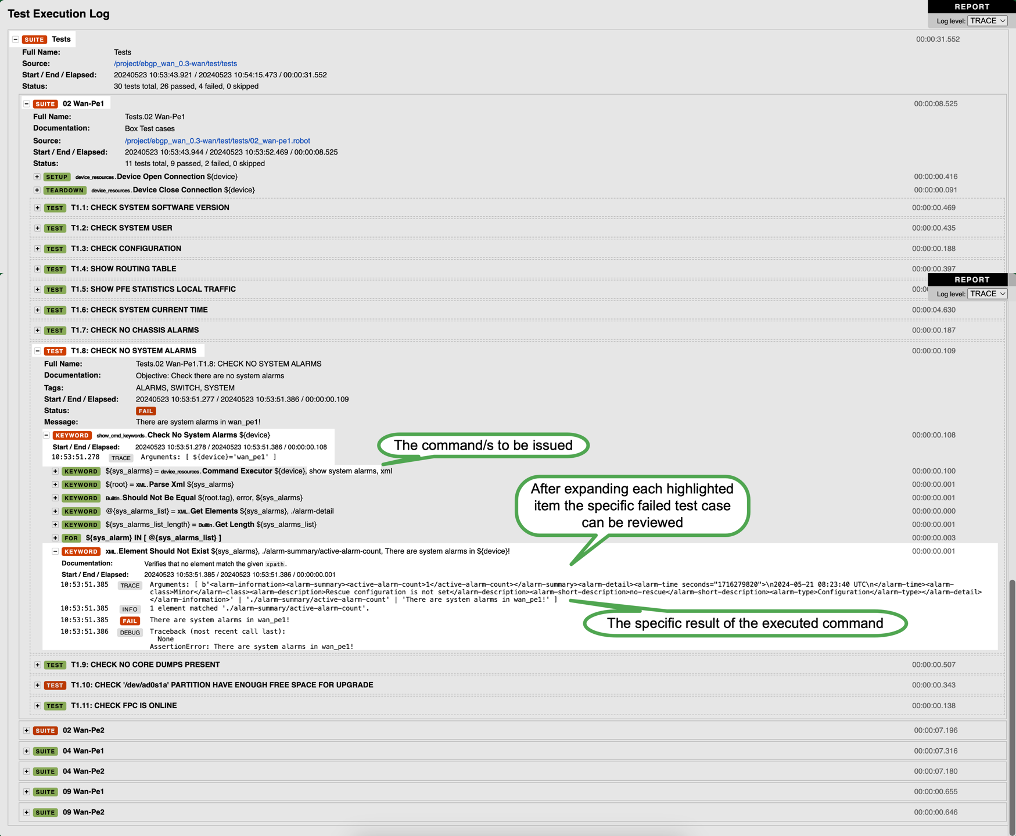 REPORT
Test Execution Log
Log level: TRACE
- SUITE Tests 00:00:31.552
Full Name: Tests
Source: /project/ebgp_wan_0.3-wan/test/tests
Start / End / Elapsed: 20240523 10:53:43.921 / 20240523 10:54:15.473 / 00:00:31.552
Status: 30 tests total, 26 passed, 4 failed, 0 skipped
- SUITE 02 Wan-Pe1 00:00:08.525
Full Name: Tests.02 Wan-Pe1
Documentation: Box Test cases
Source: /project/ebgp_wan_0.3-wan/test/tests/02_wan-pe1.robot
Start / End / Elapsed: 20240523 10:53:43.944 / 20240523 10:53:52.469 / 00:00:08.525
Status: 11 tests total, 9 passed, 2 failed, 0 skipped
+ SETUP device_resources.Device Open Connection ${device} 00:00:00.416
+ TEARDOWN device_resources.Device Close Connection ${device} 00:00:00.091
+ TEST T1.1: CHECK SYSTEM SOFTWARE VERSION 00:00:00.469
+ TEST T1.2: CHECK SYSTEM USER 00:00:00.435
+ TEST T1.3: CHECK CONFIGURATION 00:00:00.188
+ TEST T1.4: SHOW ROUTING TABLE 00:00:00.397
REPORT
+ TEST T1.5: SHOW PFE STATISTICS LOCAL TRAFFIC 00:0
Log level: TRACE
+ TEST T1.6: CHECK SYSTEM CURRENT TIME 00:00:04.630
+ TEST T1.7: CHECK NO CHASSIS ALARMS 00:00:00.187
- TEST T1.8: CHECK NO SYSTEM ALARMS 00:00:00.109
Full Name: Tests.02 Wan-Pe1.T1.8: CHECK NO SYSTEM ALARMS
Documentation: Objective: Check there are no system alarms
Tags: ALARMS, SWITCH, SYSTEM
Start / End / Elapsed: 20240523 10:53:51.277 / 20240523 10:53:51.386 / 00:00:00.109
Status: FAIL
Message: There are system alarms in wan_pe1!
- KEYWORD show_cmd_keywords.Check No System Alarms ${device} 00:00:00.108
Start / End / Elapsed: 20240523 10:53:51.278 / 20240523 10:53:51.386 / 00:00:00.108
The command/s to be issued
10:53:51.278 TRACE Arguments: [ ${device}='wan_pe1' ]
+ KEYWORD ${sys_alarms} = device_resources.Command Executor ${device}, show system alarms, xml 00:00:00.100
+ KEYWORD ${root} = XML.Parse Xml ${sys_alarms} 00:00:00.001
+ KEYWORD BuiltIn.Should Not Be Equal ${root.tag}, error, ${sys_alarms} 00:00:00.001
+ KEYWORD @{sys_alarms_list} = XML.Get Elements ${sys_alarms}, ./alarm-detail 00:00:00.001
+ KEYWORD ${sys_alarms_list_length} = BuiltIn.Get Length ${sys_alarms_list} 00:00:00.000
+ FOR ${sys_alarm} IN [ @{sys_alarms_list} ] 00:00:00.003
After expanding each highlighted
item the specific failed test case
can be reviewed
- KEYWORD XML.Element Should Not Exist ${sys_alarms}, ./alarm-summary/active-alarm-count, There are system alarms in ${device}! 00:00:00.001
Documentation: Verifies that no element match the given xpath.
Start / End / Elapsed: 20240523 10:53:51.385 / 20240523 10:53:51.386 / 00:00:00.001
10:53:51.385 TRACE Arguments: [ b'<alarm-information><alarm-summary><active-alarm-count>1</active-alarm-count></alarm-summary><alarm-detail><alarm-time seconds="1716279820">\n2024-05-21 08:23:40 UTC\n</alarm-time><alarm-
class>Minor</alarm-class><alarm-description>Rescue configuration is not set</alarm-description><alarm-short-description>no-rescue</alarm-short-description><alarm-type>Configuration</alarm-type></alarm-detail>
</alarm-information>' | './alarm-summary/active-alarm-count' | 'There are system alarms in wan_pe1!' ]
10:53:51.385 INFO 1 element matched './alarm-summary/active-alarm-count'.
10:53:51.385 FAIL There are system alarms in wan_pe1!
The specific result of the executed command
10:53:51.386 DEBUG Traceback (most recent call last):
None
AssertionError: There are system alarms in wan_pe1!
+ TEST T1.9: CHECK NO CORE DUMPS PRESENT 00:00:00.507
+ TEST T1.10: CHECK '/dev/ad0s1a' PARTITION HAVE ENOUGH FREE SPACE FOR UPGRADE 00:00:00.343
+ TEST T1.11: CHECK FPC IS ONLINE 00:00:00.138
+ SUITE 02 Wan-Pe2 00:00:07.196
+ SUITE 04 Wan-Pe1 00:00:07.316
+ SUITE 04 Wan-Pe2 00:00:07.180
+ SUITE 09 Wan-Pe1 00:00:00.655
+ SUITE 09 Wan-Pe2 00:00:00.646